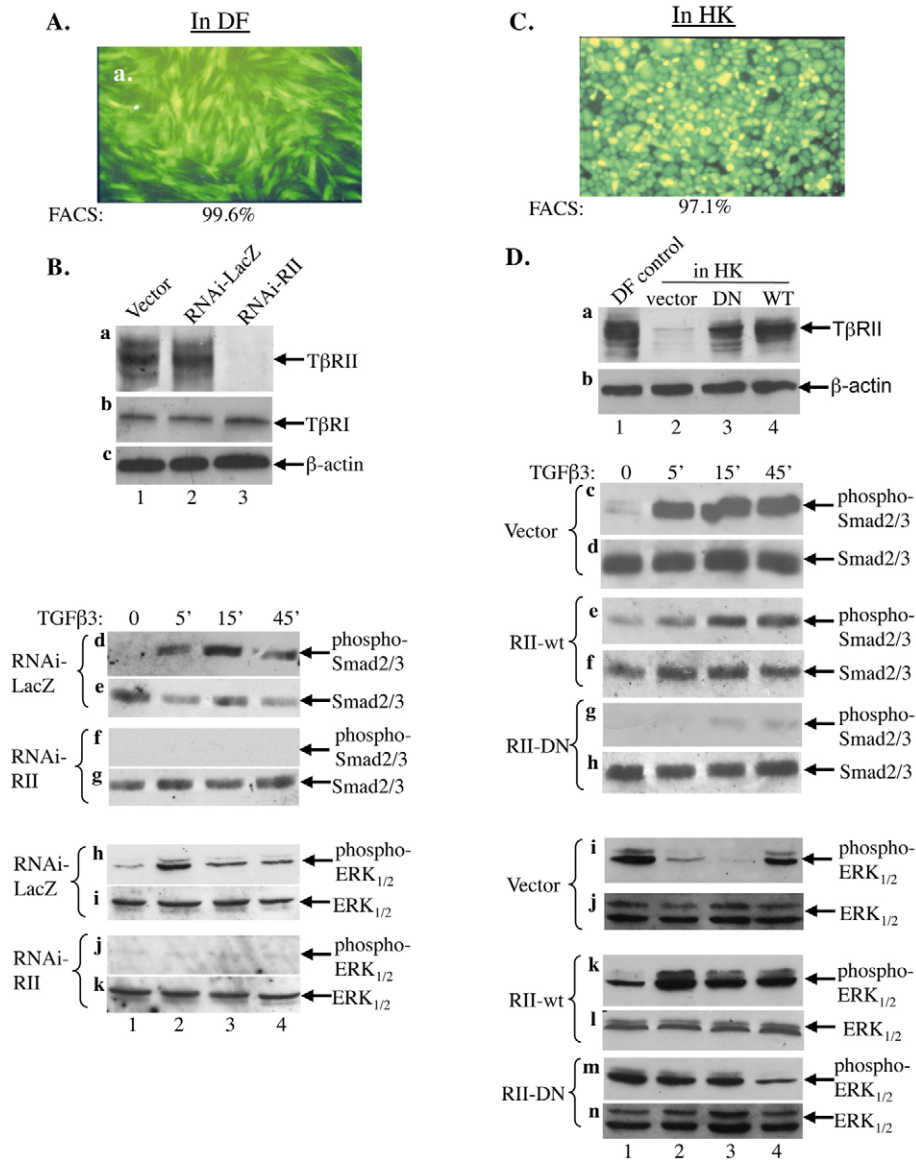 A.
In DF
a.
FACS: 99.6%
B.
Vector
RNAi-LacZ
RNAi-RII
a
TβRII
b
TβRI
c
β-actin
1 2 3
TGFβ3: 0 5’ 15’ 45’
RNAi-
LacZ
d
phospho-
Smad2/3
e
Smad2/3
RNAi-
RII
f
phospho-
Smad2/3
g
Smad2/3
RNAi-
LacZ
h
phospho-
ERK1/2
i
ERK1/2
RNAi-
RII
j
phospho-
ERK1/2
k
ERK1/2
1 2 3 4
C.
In HK
FACS: 97.1%
D.
DF control
in HK
vector DN WT
a
TβRII
b
β-actin
1 2 3 4
TGFβ3: 0 5’ 15’ 45’
Vector
c
phospho-
Smad2/3
d
Smad2/3
RII-wt
e
phospho-
Smad2/3
f
Smad2/3
RII-DN
g
phospho-
Smad2/3
h
Smad2/3
Vector
i
phospho-
ERK1/2
j
ERK1/2
RII-wt
k
phospho-
ERK1/2
l
ERK1/2
RII-DN
m
phospho-
ERK1/2
n
ERK1/2
1 2 3 4